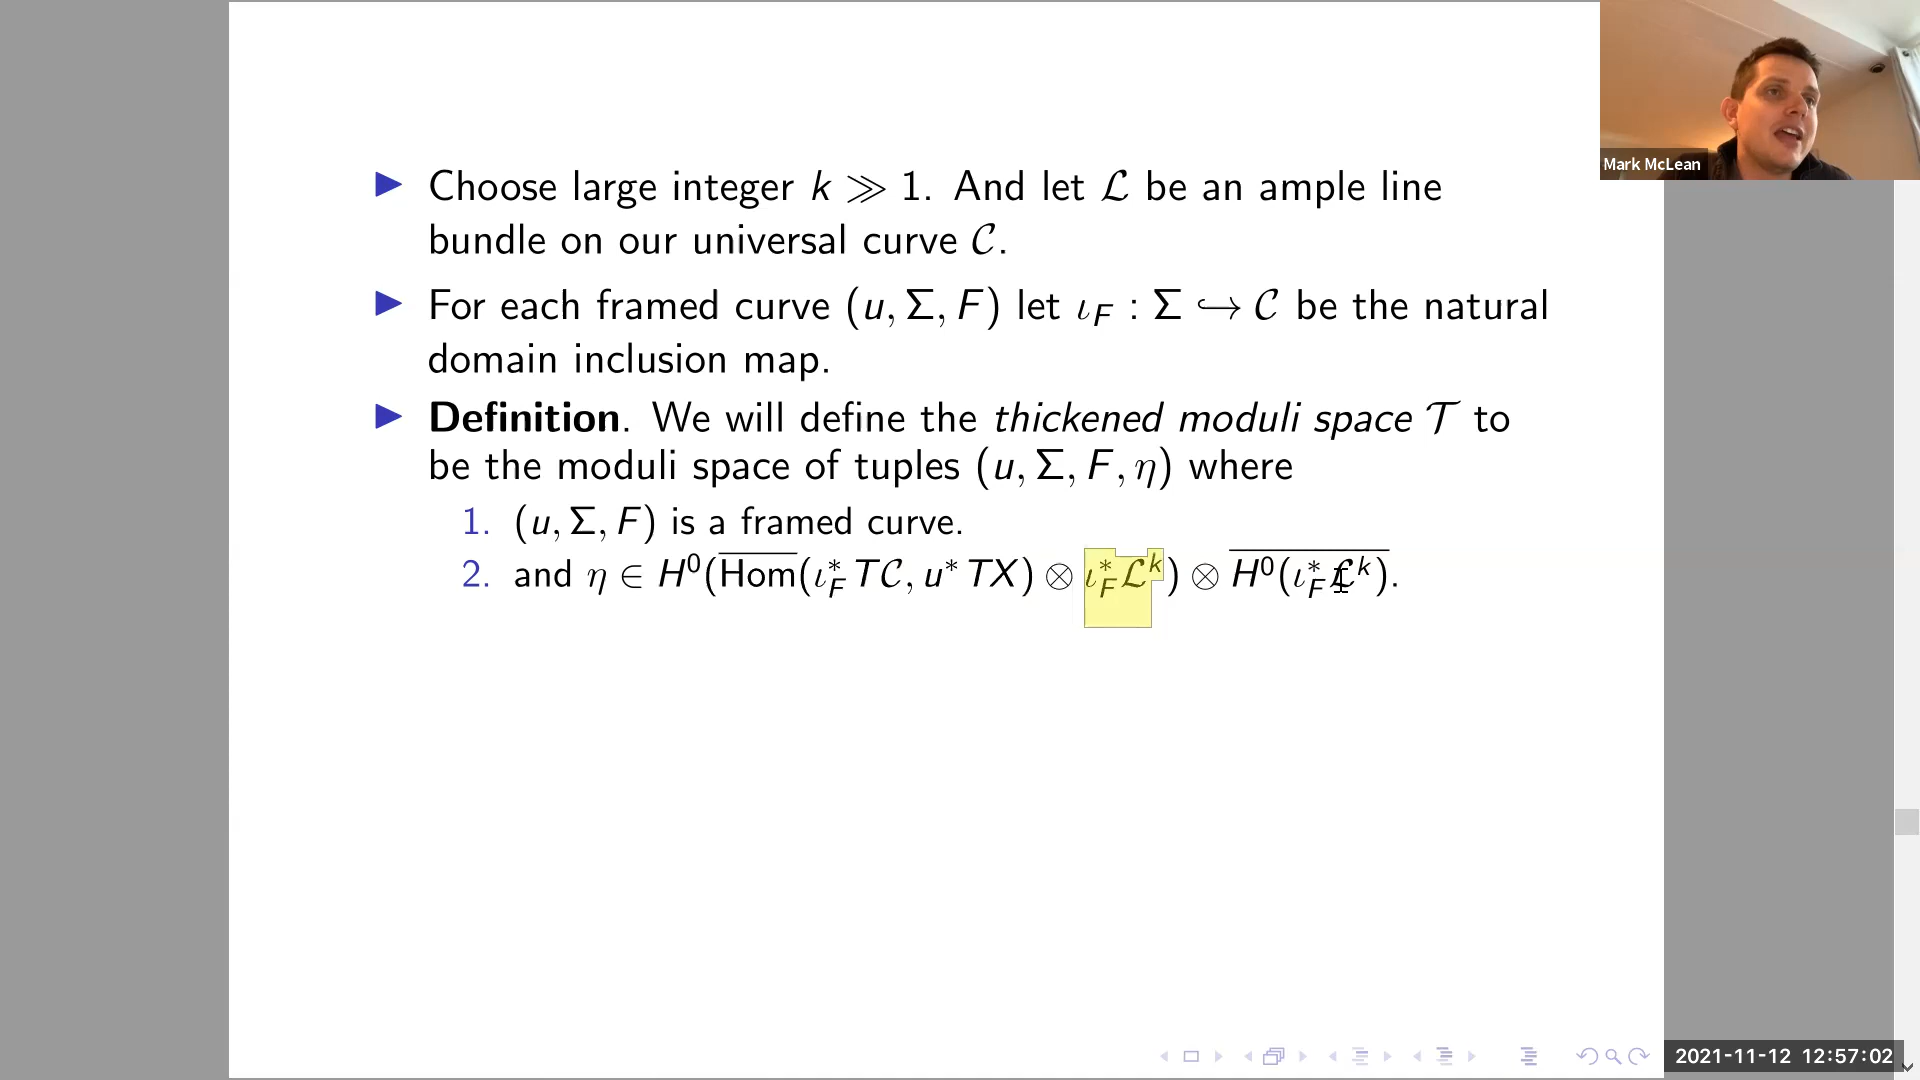 Choose large integer k ≫ 1. And let ℒ be an ample line
bundle on our universal curve 𝒞.
For each framed curve (u, Σ, F) let ι_F : Σ ↪ 𝒞 be the natural
domain inclusion map.
Definition. We will define the thickened moduli space 𝒯 to
be the moduli space of tuples (u, Σ, F, η) where
1. (u, Σ, F) is a framed curve.
2. and η ∈ H⁰(\overline{Hom}(ι_F^* T𝒞, u^* TX) ⊗ ι_F^* ℒ^k) ⊗ \overline{H⁰(ι_F^* ℒ^k)}.
Mark McLean
2021-11-12 12:57:02